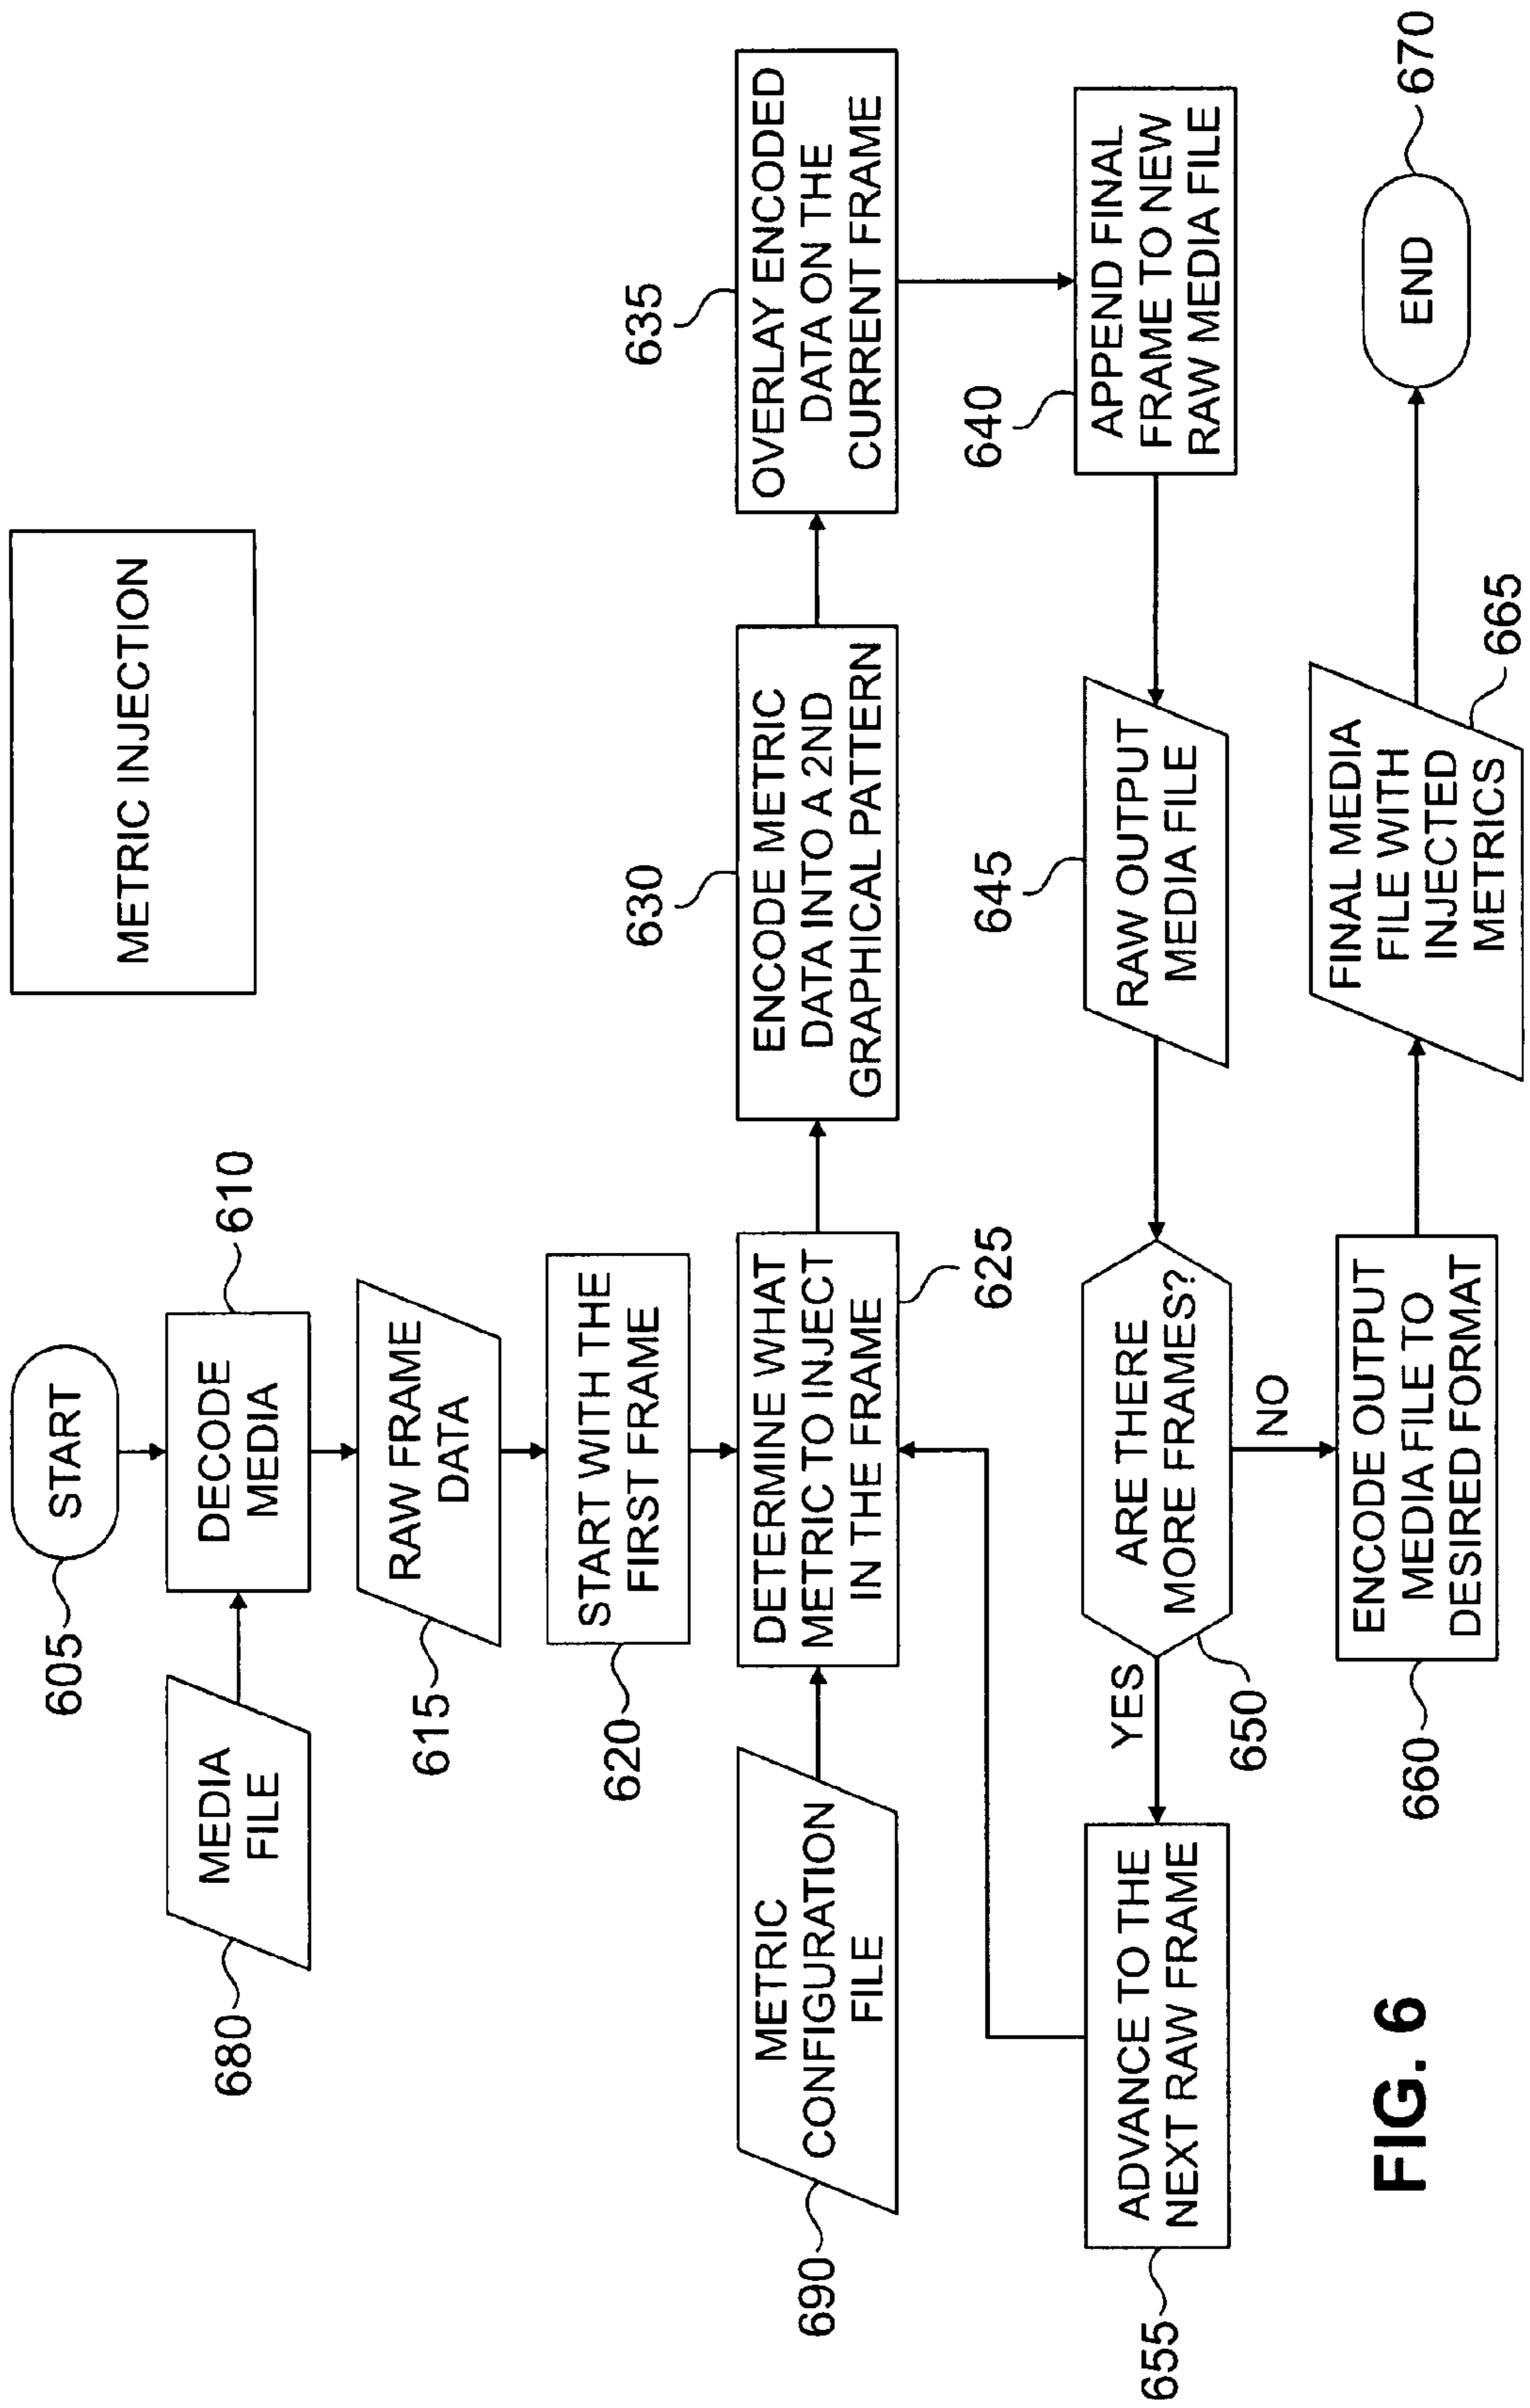 METRIC INJECTION
605
START
680
MEDIA
FILE
DECODE
MEDIA
610
615
RAW FRAME
DATA
620
START WITH THE
FIRST FRAME
690
METRIC
CONFIGURATION
FILE
DETERMINE WHAT
METRIC TO INJECT
IN THE FRAME
625
630
ENCODE METRIC
DATA INTO A 2ND
GRAPHICAL PATTERN
635
OVERLAY ENCODED
DATA ON THE
CURRENT FRAME
640
APPEND FINAL
FRAME TO NEW
RAW MEDIA FILE
645
RAW OUTPUT
MEDIA FILE
ARE THERE
MORE FRAMES?
650
YES
655
ADVANCE TO THE
NEXT RAW FRAME
NO
660
ENCODE OUTPUT
MEDIA FILE TO
DESIRED FORMAT
FINAL MEDIA
FILE WITH
INJECTED
METRICS
665
END
670
FIG. 6